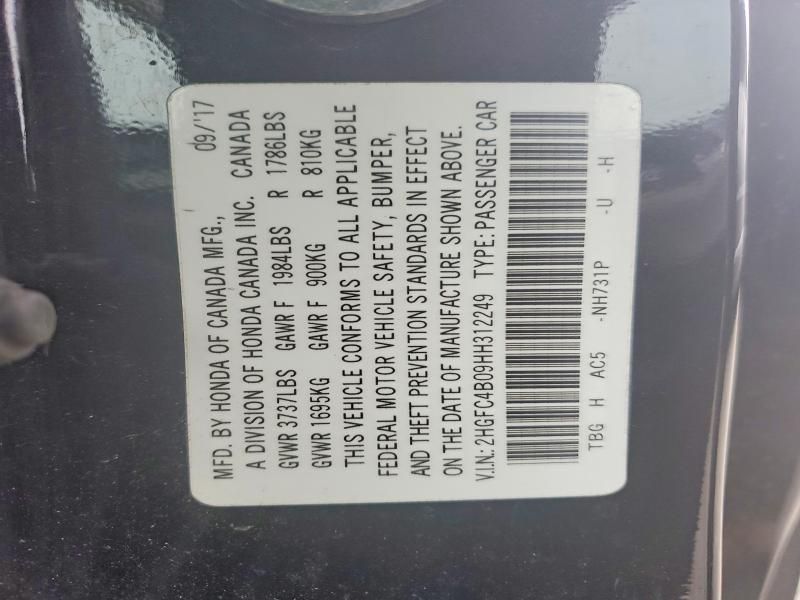 09/'17
MFD. BY HONDA OF CANADA MFG.,
A DIVISION OF HONDA CANADA INC. CANADA
GVWR 3737LBS GAWR F 1984LBS R 1786LBS
GVWR 1695KG GAWR F 900KG R 810KG
THIS VEHICLE CONFORMS TO ALL APPLICABLE
FEDERAL MOTOR VEHICLE SAFETY, BUMPER,
AND THEFT PREVENTION STANDARDS IN EFFECT
ON THE DATE OF MANUFACTURE SHOWN ABOVE.
V.I.N.: 2HGFC4B09HH312249 TYPE: PASSENGER CAR
TBG H AC5 -NH731P -U -H